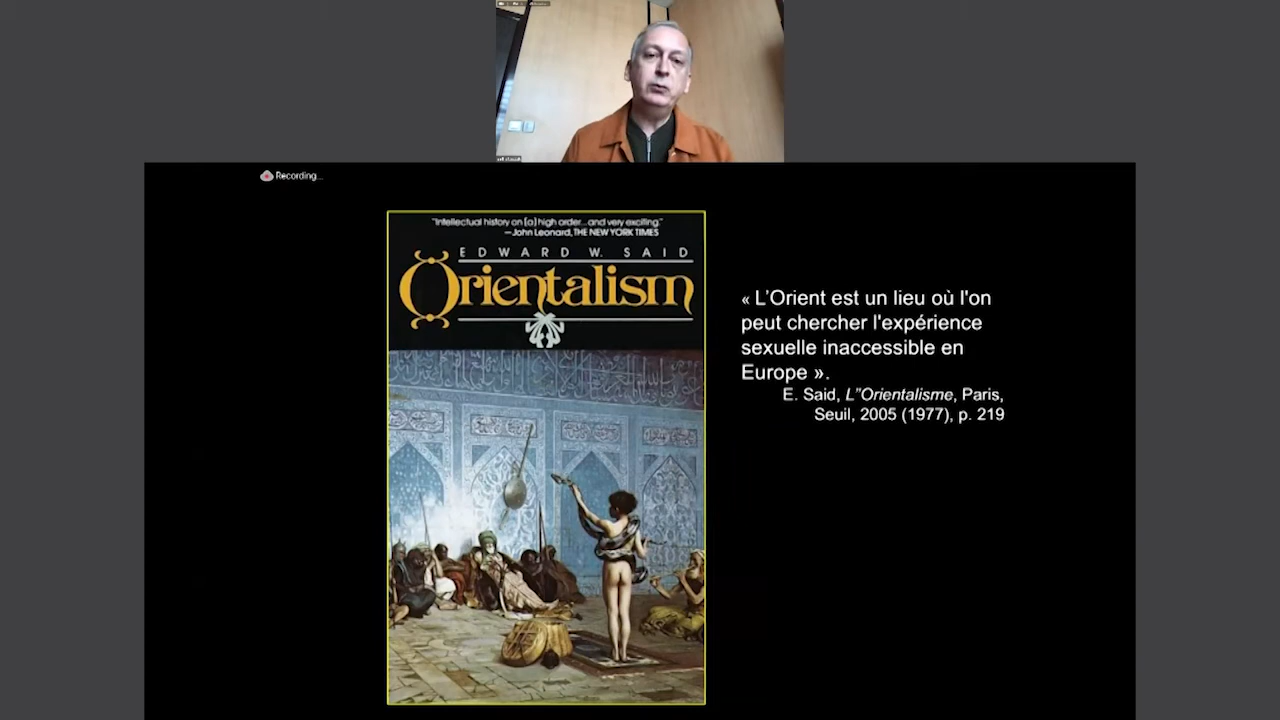 Recording...
"Intellectual history on [a] high order...and very exciting."
—John Leonard, THE NEW YORK TIMES
EDWARD W. SAID
Orientalism
« L'Orient est un lieu où l'on
peut chercher l'expérience
sexuelle inaccessible en
Europe ».
E. Said, L"Orientalisme, Paris,
Seuil, 2005 (1977), p. 219